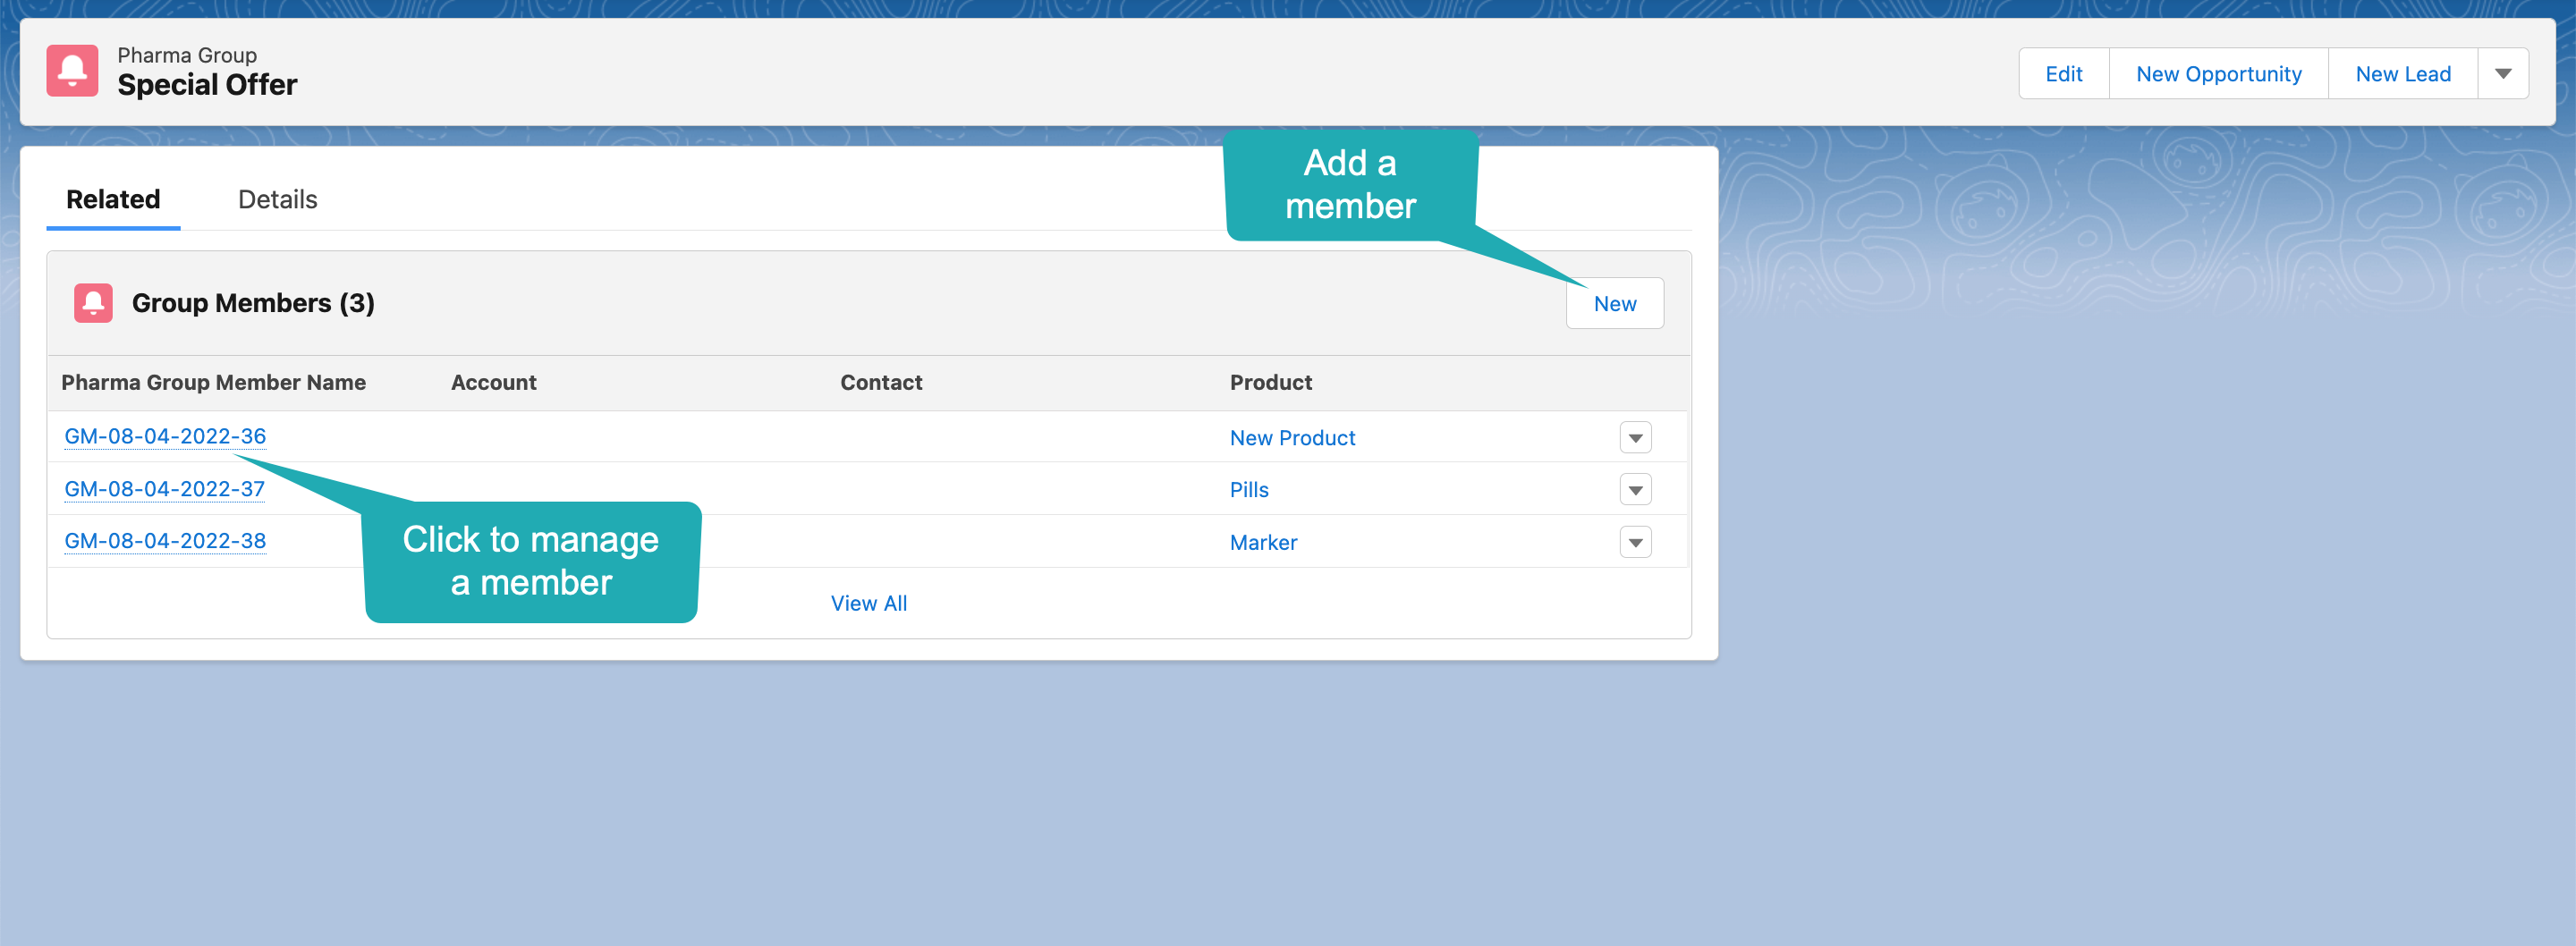 Pharma Group
Special Offer
Edit
New Opportunity
New Lead
Add a
member
Related
Details
Group Members (3)
New
Pharma Group Member Name
Account
Contact
Product
GM-08-04-2022-36
New Product
GM-08-04-2022-37
Pills
GM-08-04-2022-38
Marker
Click to manage
a member
View All